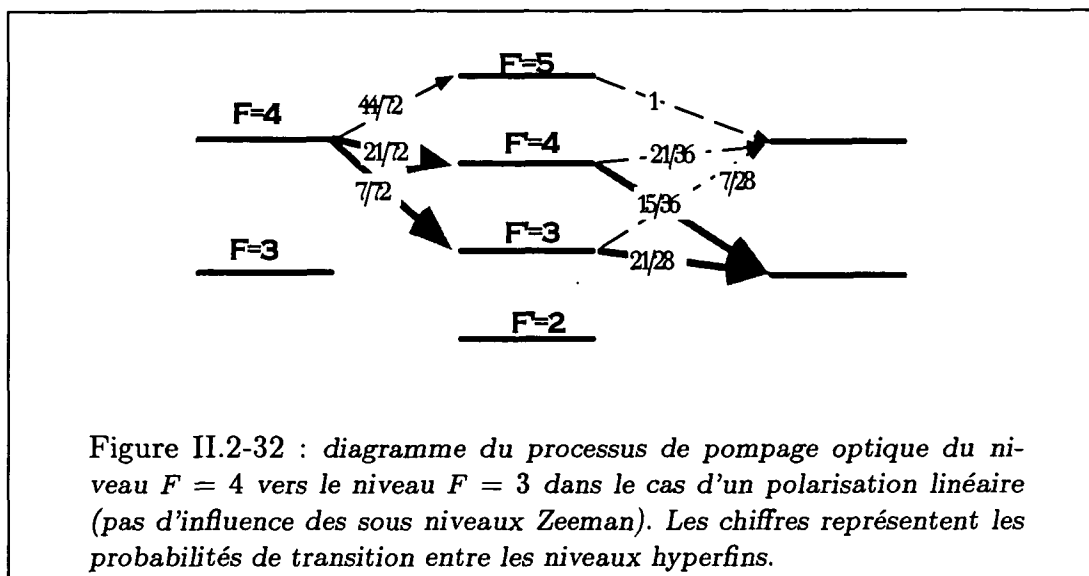 F'=5
44/72
1
F=4
21/72
F'=4
21/36
7/28
7/72
15/36
F=3
F'=3
21/28
F'=2
Figure II.2-32 : diagramme du processus de pompage optique du ni-
veau F = 4 vers le niveau F = 3 dans le cas d'un polarisation linéaire
(pas d'influence des sous niveaux Zeeman). Les chiffres représentent les
probabilités de transition entre les niveaux hyperfins.